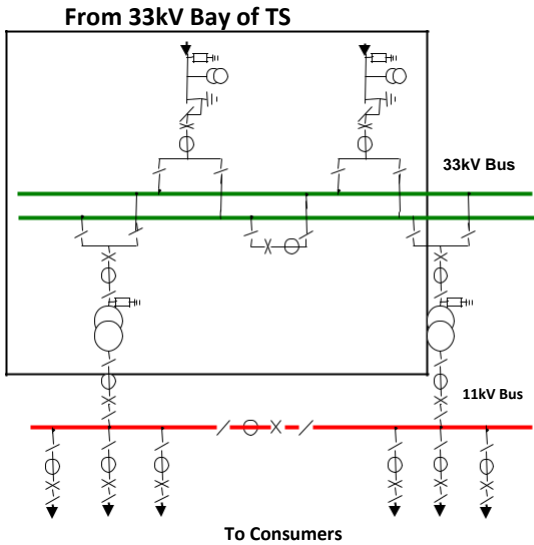 From 33kV Bay of TS
33kV Bus
11kV Bus
To Consumers